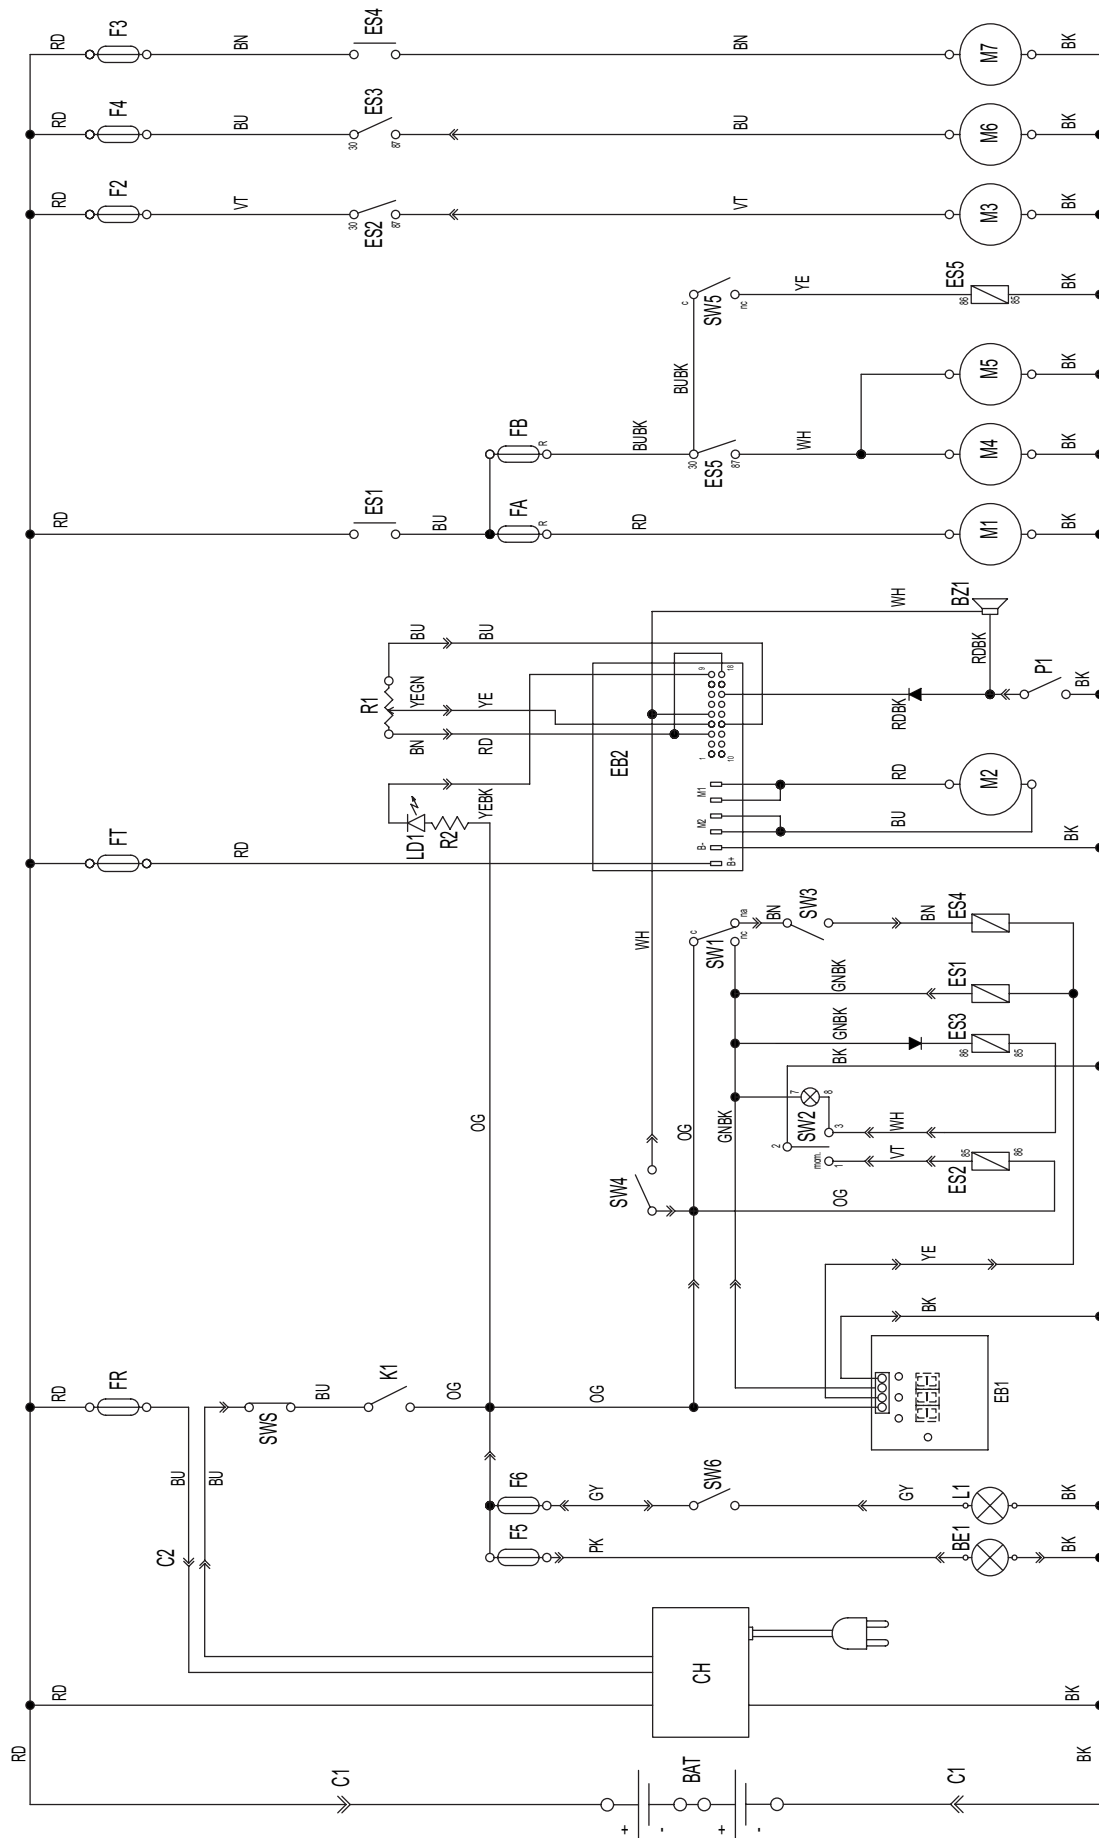 RD
C1
+
-
BAT
+
-
C1
BK
RD
CH
BK
C2
BU
BU
RD
FR
SWS
BU
K1
OG
OG
F5
PK
BE1
BK
F6
GY
SW6
GY
L1
BK
EB1
BK
YE
OG
SW4
WH
OG
GNBK
OG
ES2
85
86
VT
mom.
1
2
SW2
3
7
8
WH
BK
ES3
86
85
GNBK
ES1
GNBK
SW1
c
nc
na
BN
SW3
BN
ES4
FT
RD
LD1
R2
YEBK
R1
BN
RD
YEGN
YE
BU
BU
EB2
B+
B-
M2
M1
1
10
9
18
BK
BU
RD
M2
RDBK
RDBK
P1
BK
BZ1
WH
RD
ES1
BU
FA
R
RD
M1
BK
FB
R
BUBK
30
ES5
87
WH
M4
BK
M5
BK
BUBK
c
SW5
nc
YE
86
ES5
85
BK
RD
F2
VT
30
ES2
87
VT
M3
BK
RD
F4
BU
30
ES3
87
BU
M6
BK
RD
F3
BN
ES4
BN
M7
BK